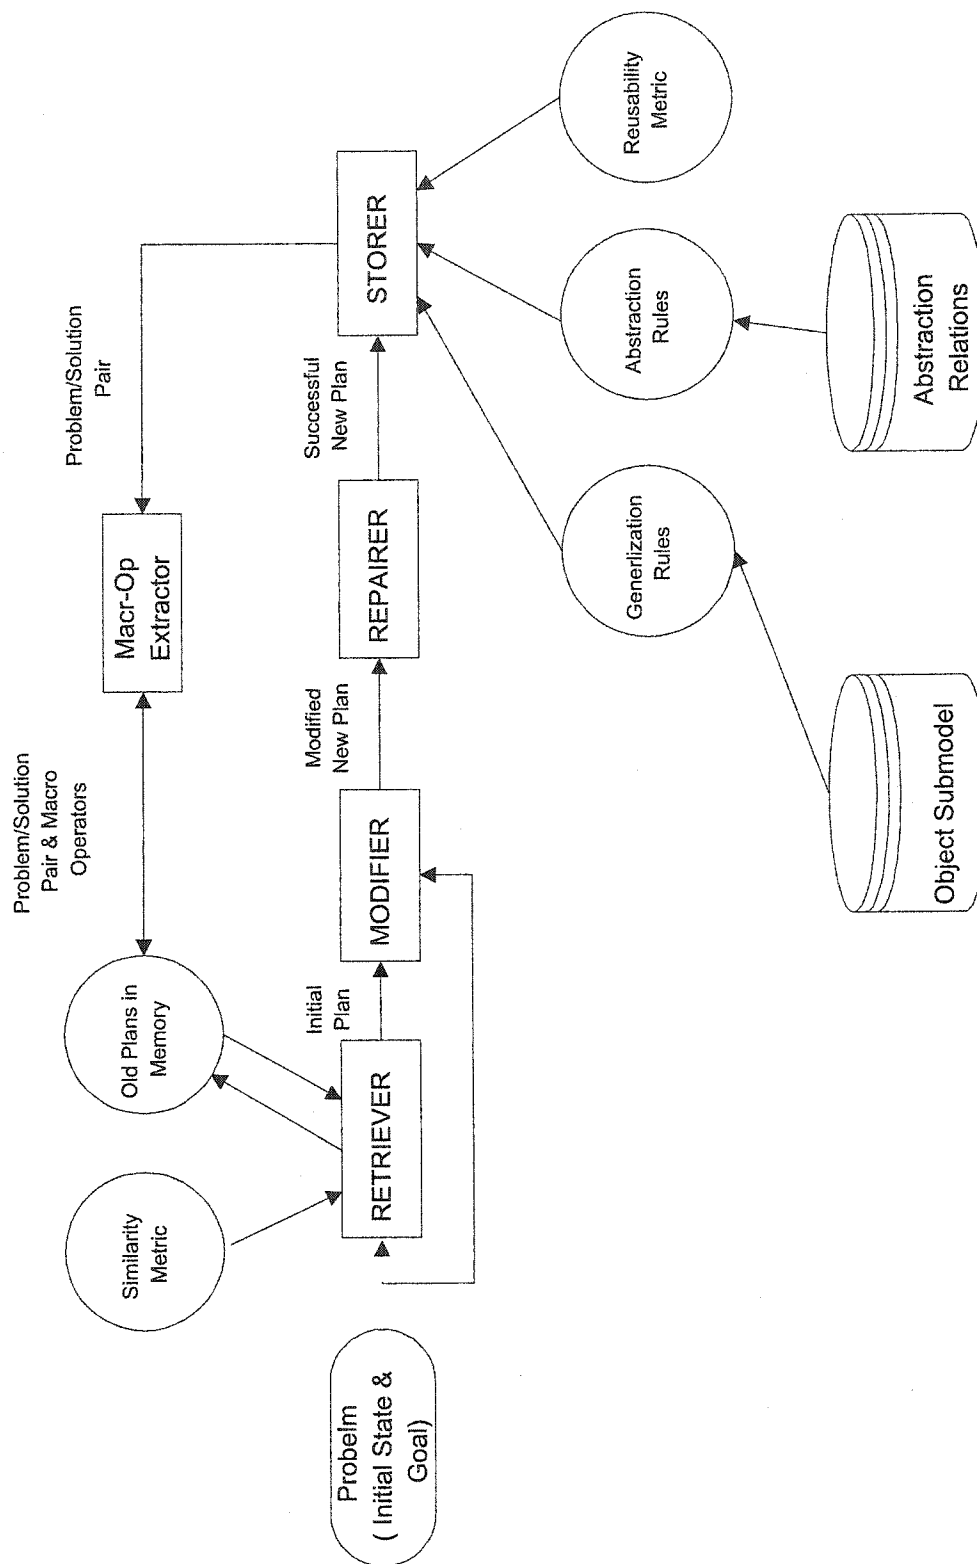 Problem/Solution
Pair & Macro
Operators
Problem/Solution
Pair
Similarity
Metric
Old Plans in
Memory
Macr-Op
Extractor
Probelm
( Initial State &
Goal)
RETRIEVER
Initial
Plan
MODIFIER
Modified
New Plan
REPAIRER
Successful
New Plan
STORER
Generlization
Rules
Abstraction
Rules
Reusability
Metric
Object Submodel
Abstraction
Relations